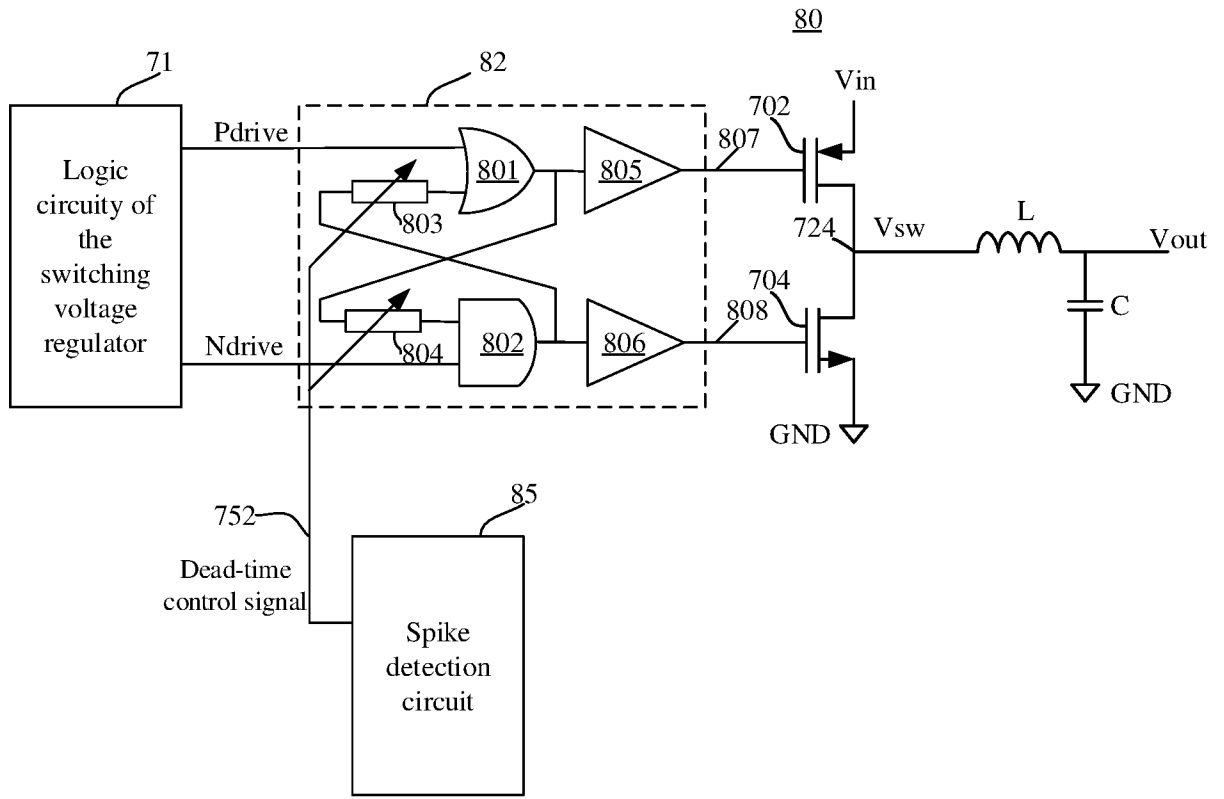 80
71
82
Vin
702
Pdrive
807
801
805
Logic
circuity of
the
switching
voltage
regulator
803
724
Vsw
L
Vout
704
Ndrive
808
802
806
804
C
GND
GND
752
85
Dead-time
control signal
Spike
detection
circuit